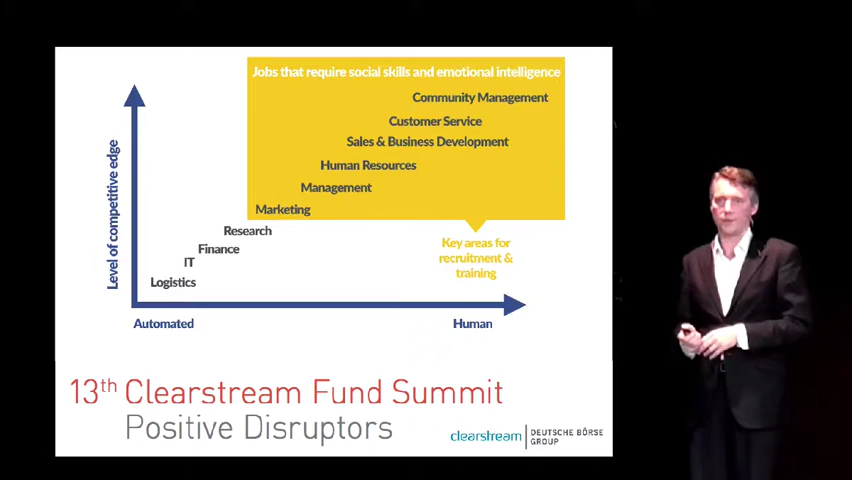 Jobs that require social skills and emotional intelligence
Community Management
Customer Service
Sales & Business Development
Human Resources
Management
Marketing
Research
Finance
IT
Logistics
Level of competitive edge
Key areas for
recruitment &
training
Automated
Human
13th Clearstream Fund Summit
Positive Disruptors
clearstream
DEUTSCHE BÖRSE
GROUP